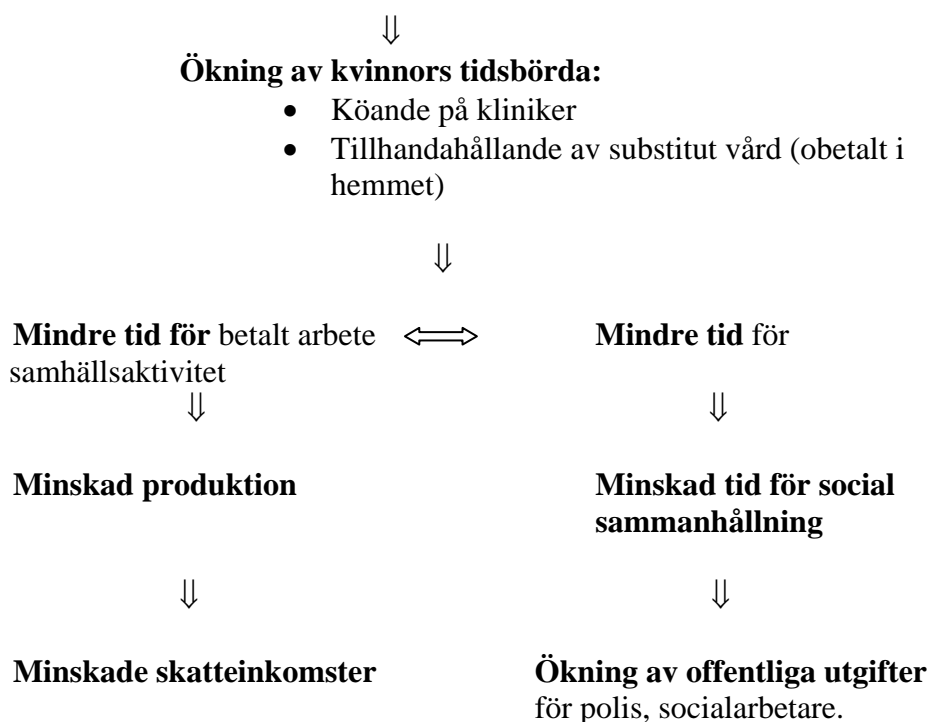 ⇓
Ökning av kvinnors tidsbörda:
• Köande på kliniker
• Tillhandahållande av substitut vård (obetalt i
hemmet)
⇓
Mindre tid för betalt arbete ⇔ Mindre tid för
samhällsaktivitet
⇓ ⇓
Minskad produktion Minskad tid för social
sammanhållning
⇓ ⇓
Minskade skatteinkomster Ökning av offentliga utgifter
för polis, socialarbetare.